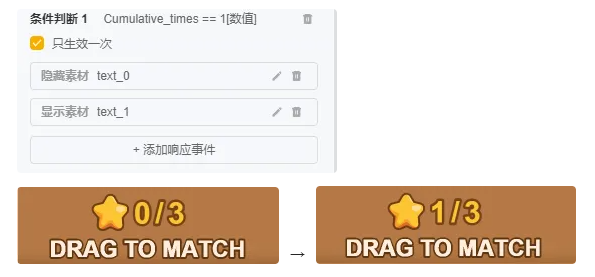 条件判断 1 Cumulative_times == 1[数值]
只生效一次
隐藏素材 text_0
显示素材 text_1
+ 添加响应事件
0/3
DRAG TO MATCH
→
1/3
DRAG TO MATCH